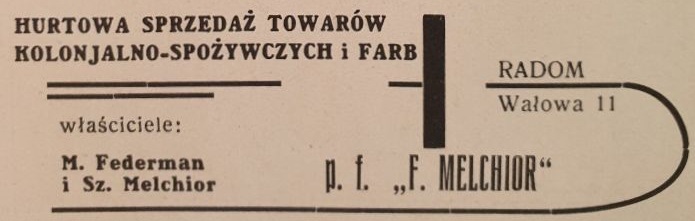 HURTOWA SPRZEDAŻ TOWARÓW
KOLONJALNO-SPOŻYWCZYCH i FARB
RADOM
Wałowa 11
właściciele:
M. Federman
i Sz. Melchior
p. f. „F. MELCHIOR“